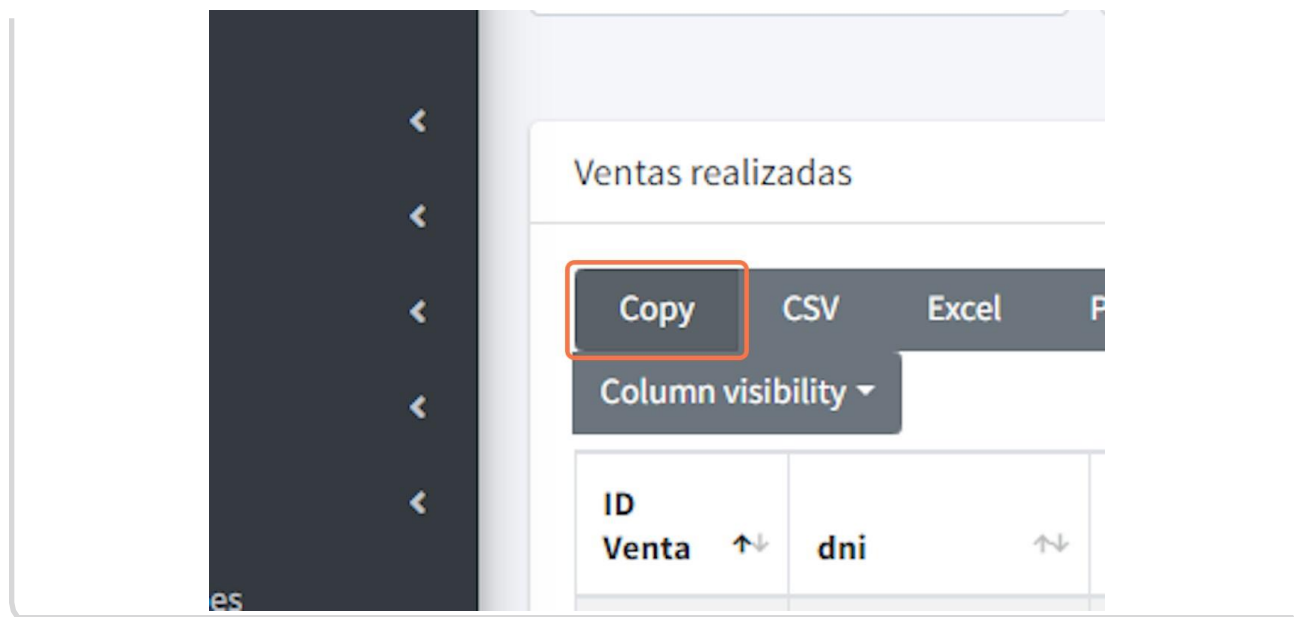 Ventas realizadas
Copy CSV Excel
Column visibility
ID
Venta dni
es